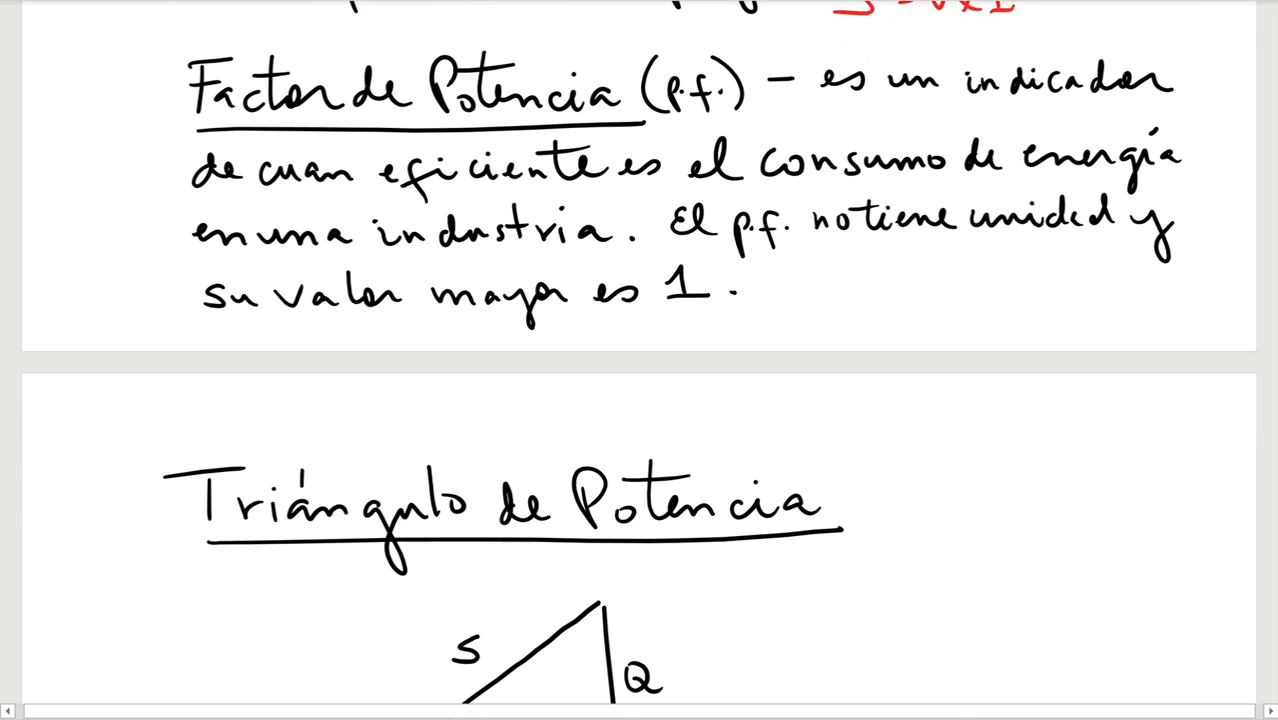 S = V x I
Factor de Potencia (p.f.) - es un indicador
de cuan eficiente es el consumo de energía
en una industria. El p.f. no tiene unidad y
su valor mayor es 1.
Triángulo de Potencia
S
Q